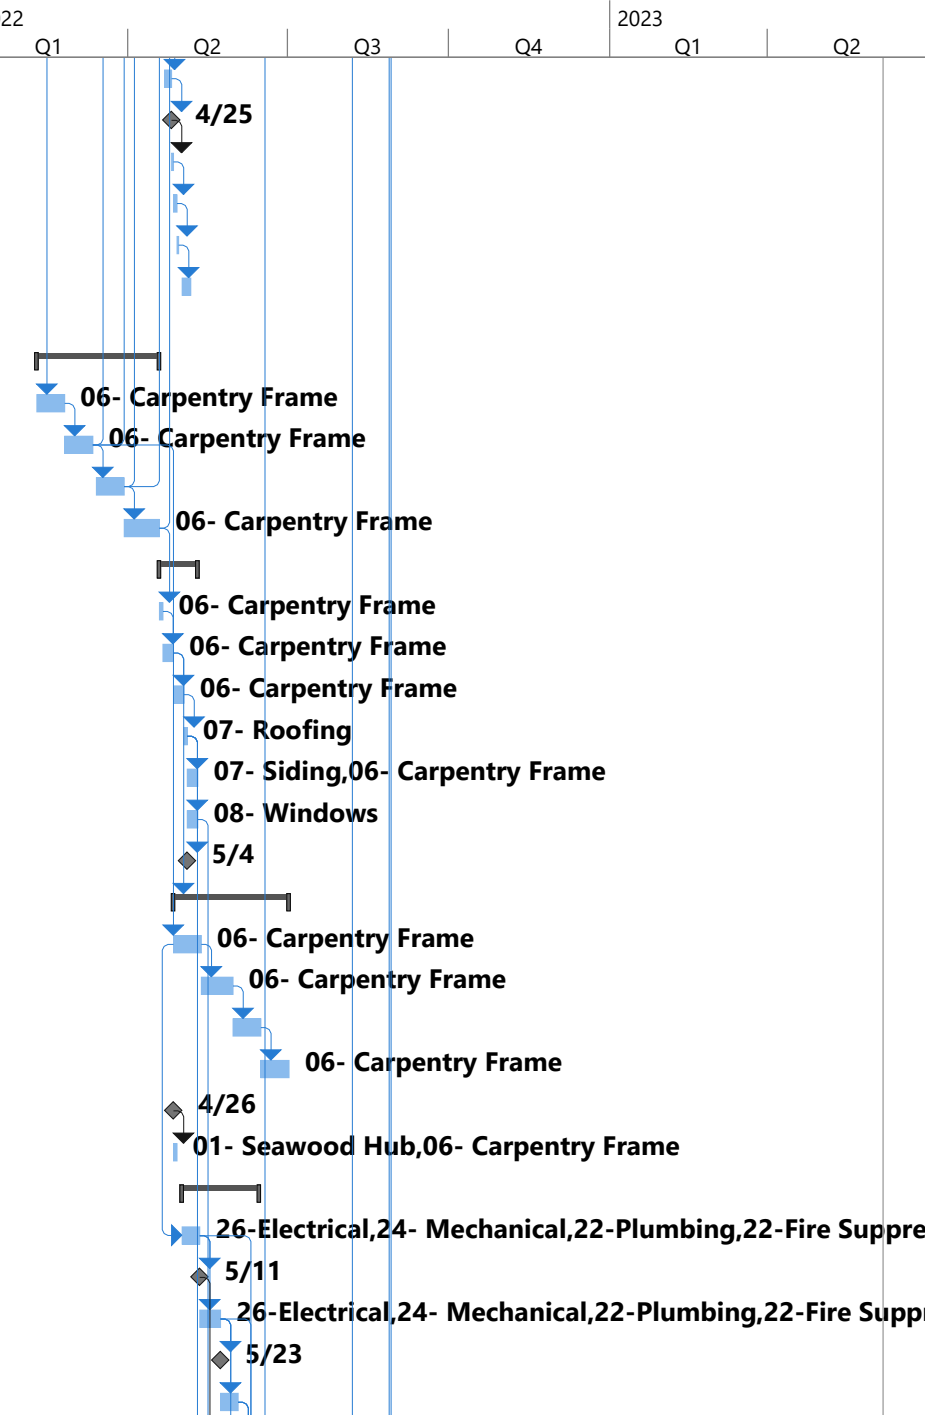 22 2023
Q1 Q2 Q3 Q4 Q1 Q2
4/25
06- Carpentry Frame
06- Carpentry Frame
06- Carpentry Frame
06- Carpentry Frame
06- Carpentry Frame
06- Carpentry Frame
07- Roofing
07- Siding,06- Carpentry Frame
08- Windows
5/4
06- Carpentry Frame
06- Carpentry Frame
06- Carpentry Frame
4/26
01- Seawood Hub,06- Carpentry Frame
26-Electrical,24- Mechanical,22-Plumbing,22-Fire Suppre
5/11
26-Electrical,24- Mechanical,22-Plumbing,22-Fire Suppr
5/23